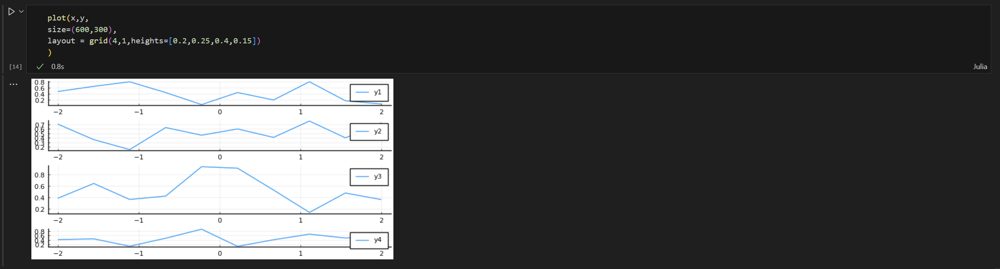 plot(x,y,
size=(600,300),
layout = grid(4,1,heights=[0.2,0.25,0.4,0.15])
)
[14]
0.8s
Julia
0.8
0.6
0.4
0.2
y1
−2 −1 0 1 2
0.7
0.6
0.5
0.4
0.3
0.2
y2
−2 −1 0 1 2
0.8
0.6
0.4
0.2
y3
−2 −1 0 1 2
0.8
0.6
0.4
0.2
y4
−2 −1 0 1 2